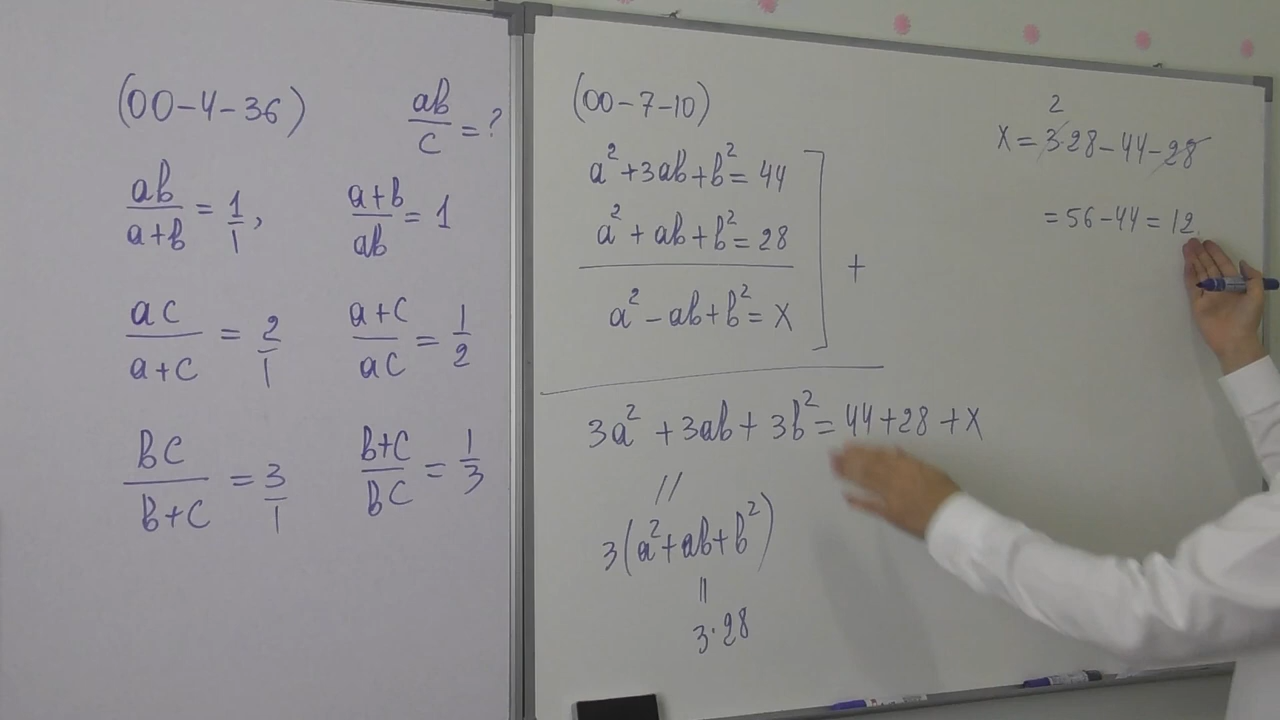 (00-4-36) ab/c = ?
ab/a+b = 1/1, a+b/ab = 1
ac/a+c = 2/1 a+c/ac = 1/2
bc/b+c = 3/1 b+c/bc = 1/3
(00-7-10)
a²+3ab+b²=44
a²+ab+b²=28
a²-ab+b²=x
+
3a²+3ab+3b²=44+28+x
//
3(a²+ab+b²)
||
3·28
2
x=3·28-44-28
=56-44=12